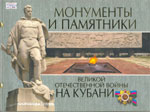 МОНУМЕНТЫ
И ПАМЯТНИКИ
ВЕЛИКОЙ
ОТЕЧЕСТВЕННОЙ ВОЙНЫ
НА КУБАНИ